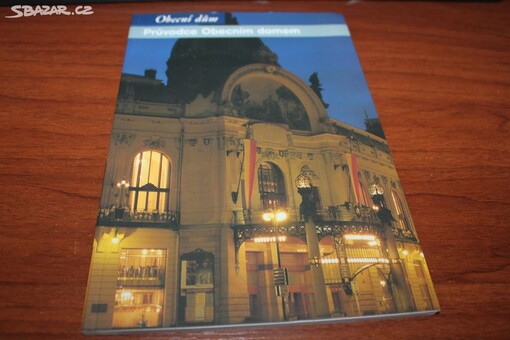 SBAZAR.CZ
Obecní dům
Průvodce Obecním domem